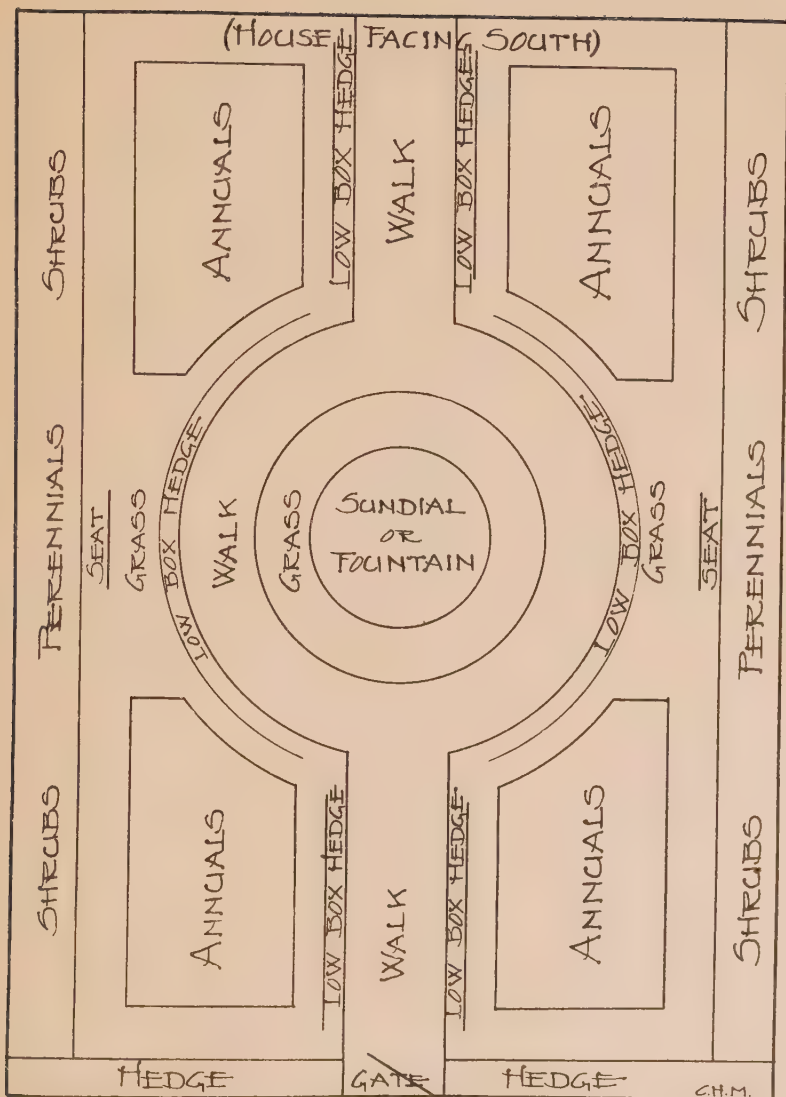 (HOUSE FACING SOUTH)
SHRUBS
ANNUALS
LOW BOX HEDGE
WALK
LOW BOX HEDGE
ANNUALS
SHRUBS
PERENNIALS
SEAT
GRASS
LOW BOX HEDGE
WALK
GRASS
SUNDIAL
OR
FOUNTAIN
LOW BOX HEDGE
GRASS
SEAT
PERENNIALS
SHRUBS
ANNUALS
LOW BOX HEDGE
WALK
LOW BOX HEDGE
ANNUALS
SHRUBS
HEDGE
GATE
HEDGE
C.H.M.